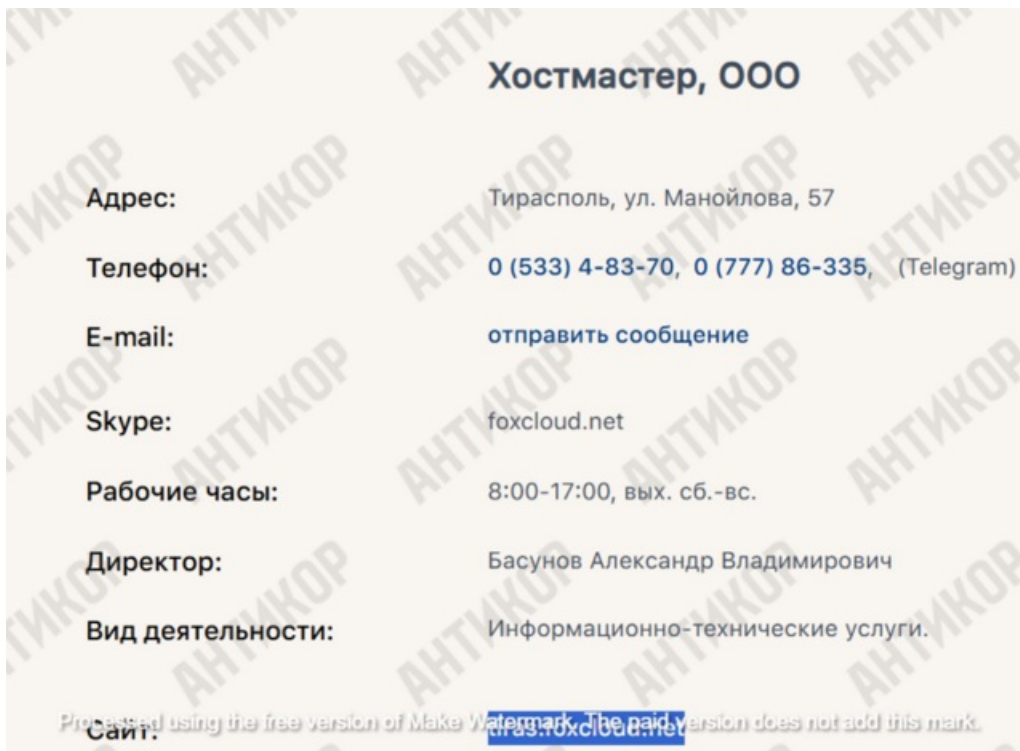 Хостмастер, ООО
Адрес: Тирасполь, ул. Манойлова, 57
Телефон: 0 (533) 4-83-70, 0 (777) 86-335, (Telegram)
E-mail: отправить сообщение
Skype: foxcloud.net
Рабочие часы: 8:00-17:00, вых. сб.-вс.
Директор: Басунов Александр Владимирович
Вид деятельности: Информационно-технические услуги.
Processed using the free version of Make Watermark. The paid version does not add this mark.
Сайт: tiras.foxcloud.net
АНТИКОР